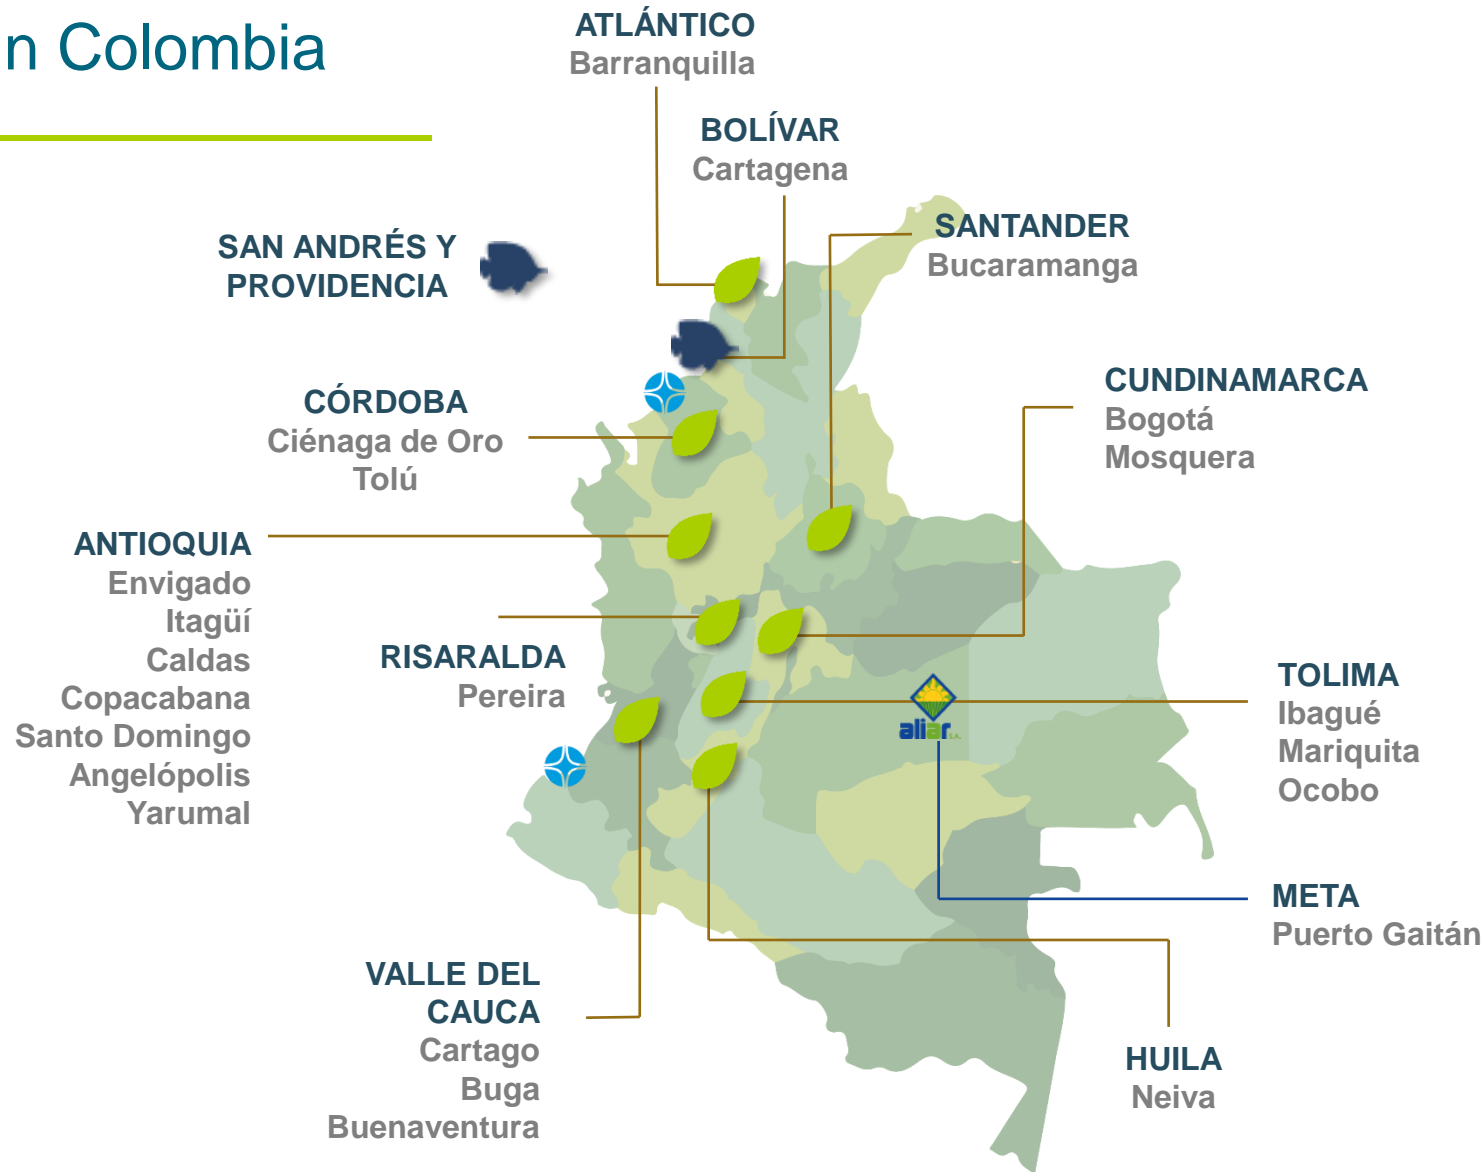 n Colombia
ATLÁNTICO
Barranquilla
BOLÍVAR
Cartagena
SAN ANDRÉS Y
PROVIDENCIA
SANTANDER
Bucaramanga
CÓRDOBA
Ciénaga de Oro
Tolú
CUNDINAMARCA
Bogotá
Mosquera
ANTIOQUIA
Envigado
Itagüí
Caldas
Copacabana
Santo Domingo
Angelópolis
Yarumal
RISARALDA
Pereira
TOLIMA
Ibagué
Mariquita
Ocobo
aliar S.A.
META
Puerto Gaitán
VALLE DEL
CAUCA
Cartago
Buga
Buenaventura
HUILA
Neiva